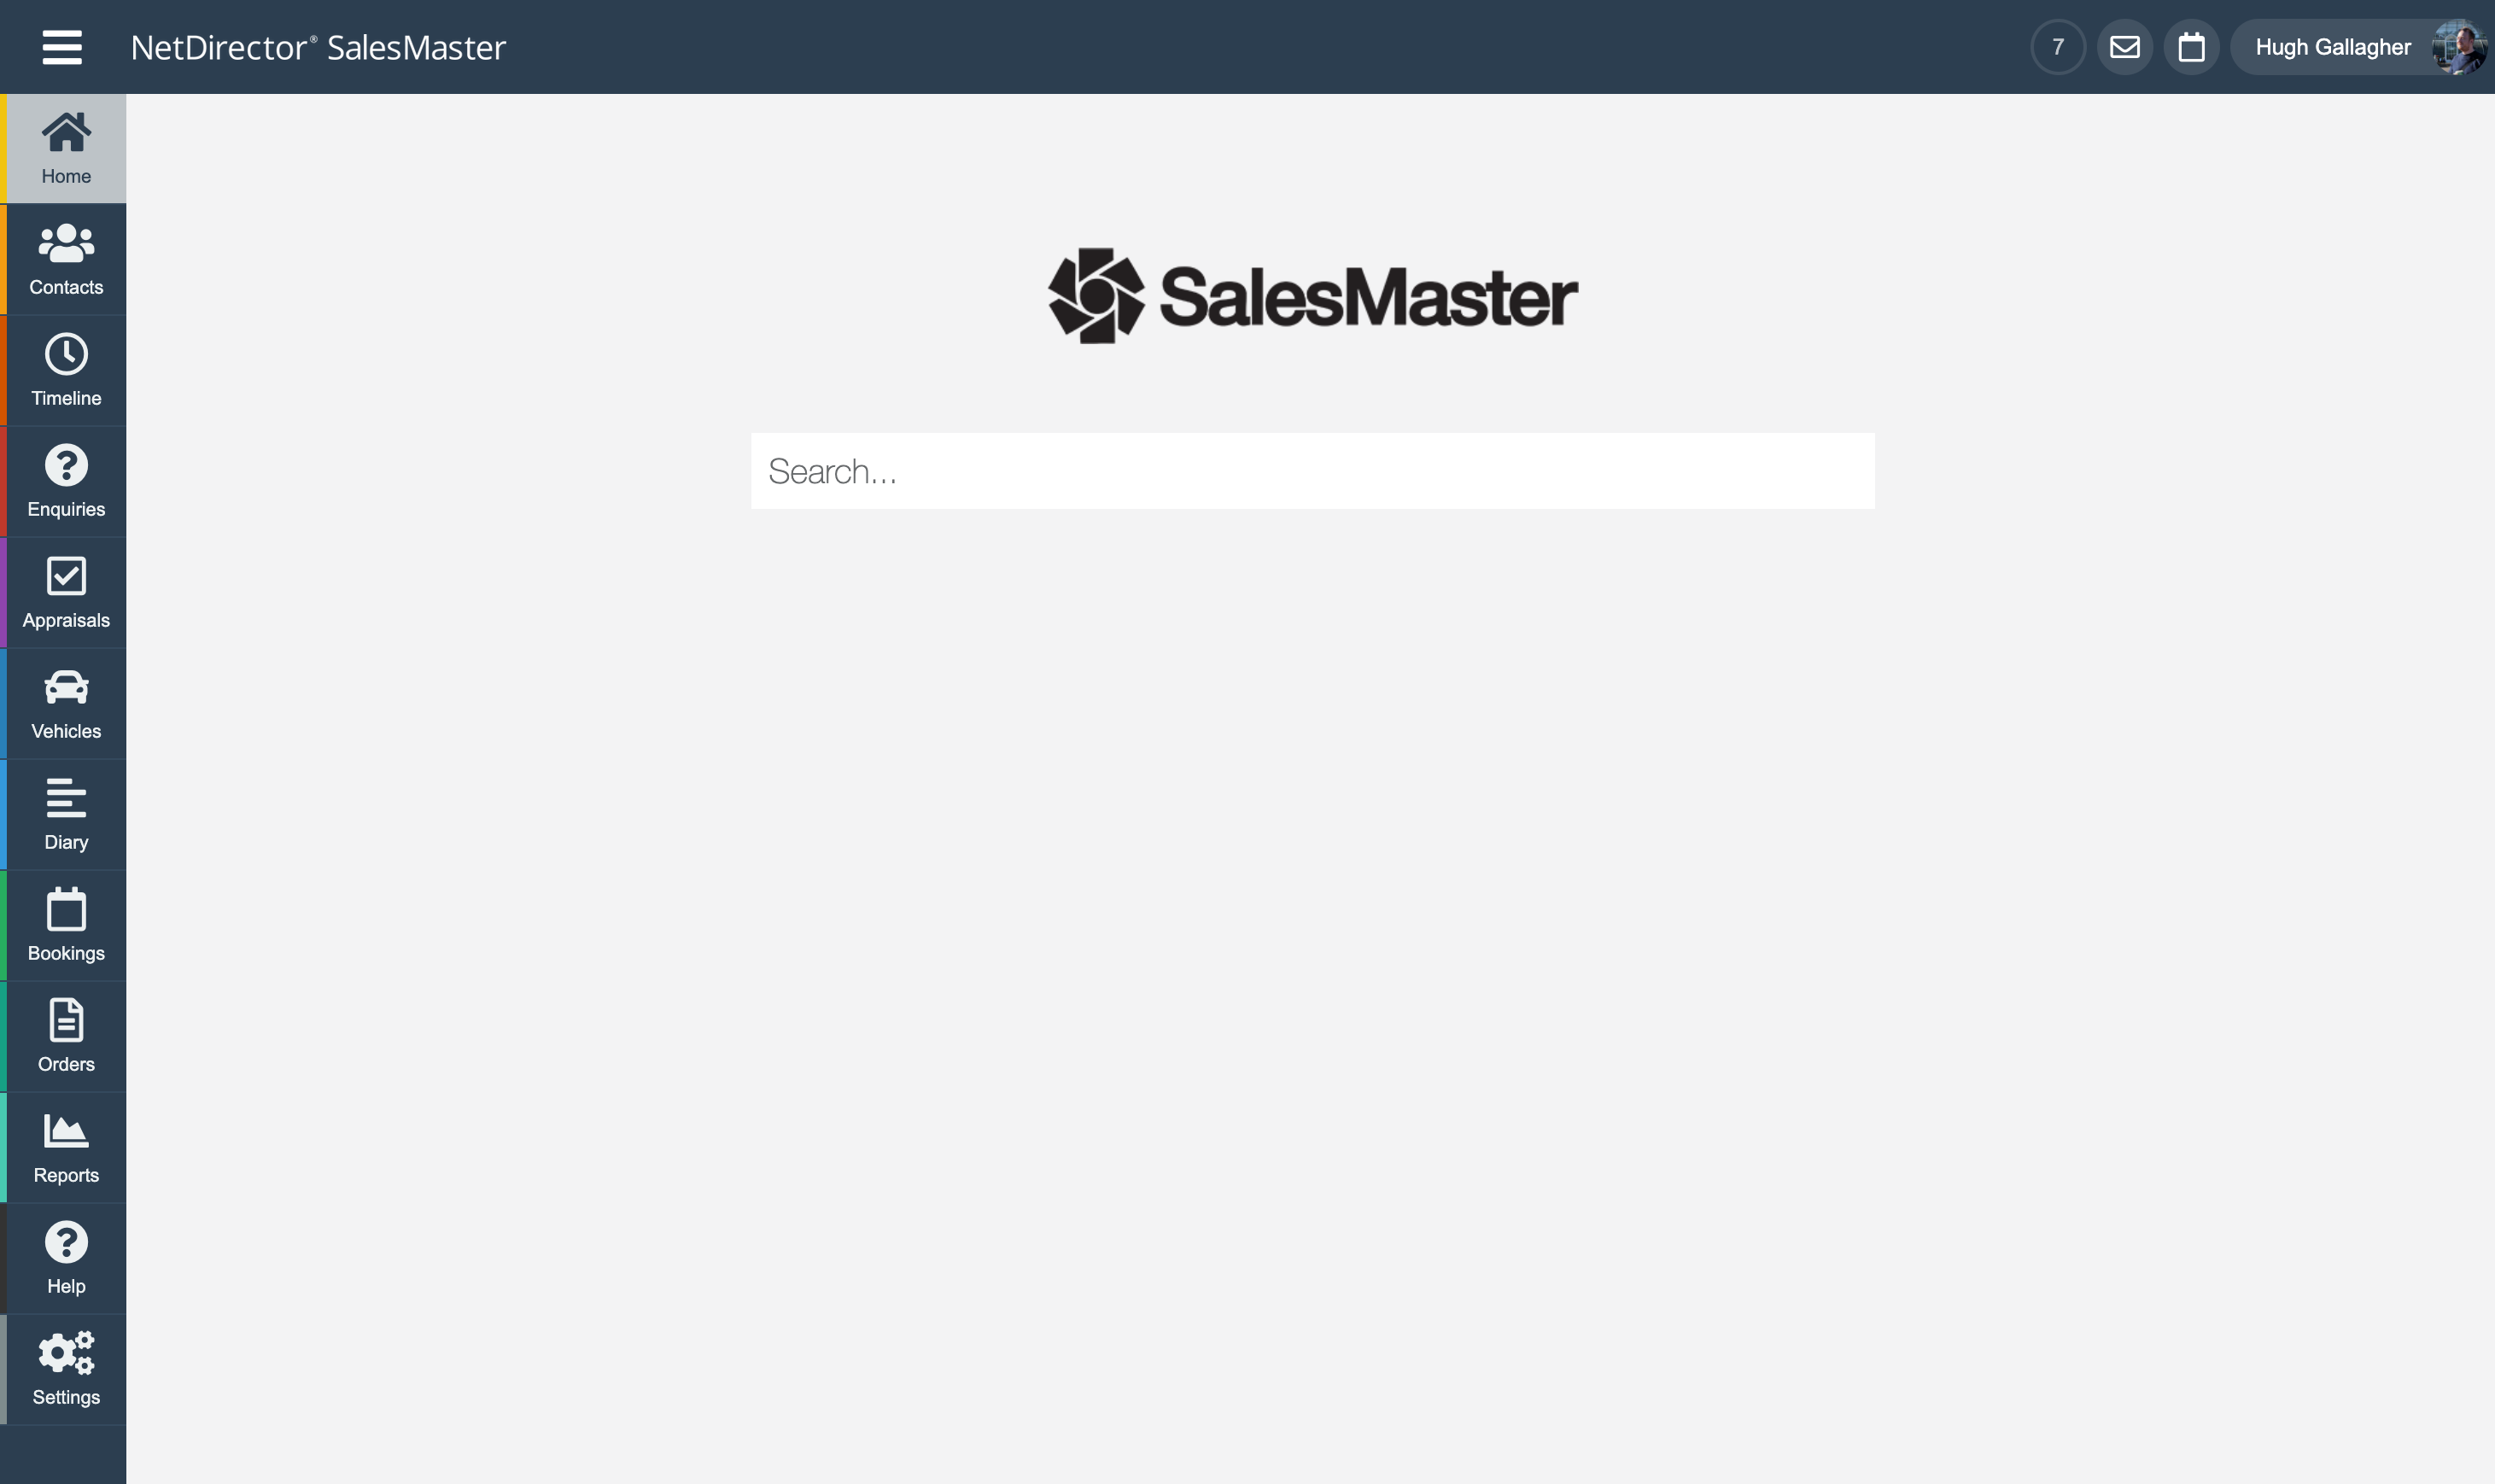 NetDirector® SalesMaster
7
Hugh Gallagher
Home
Contacts
Timeline
Enquiries
Appraisals
Vehicles
Diary
Bookings
Orders
Reports
Help
Settings
SalesMaster
Search...